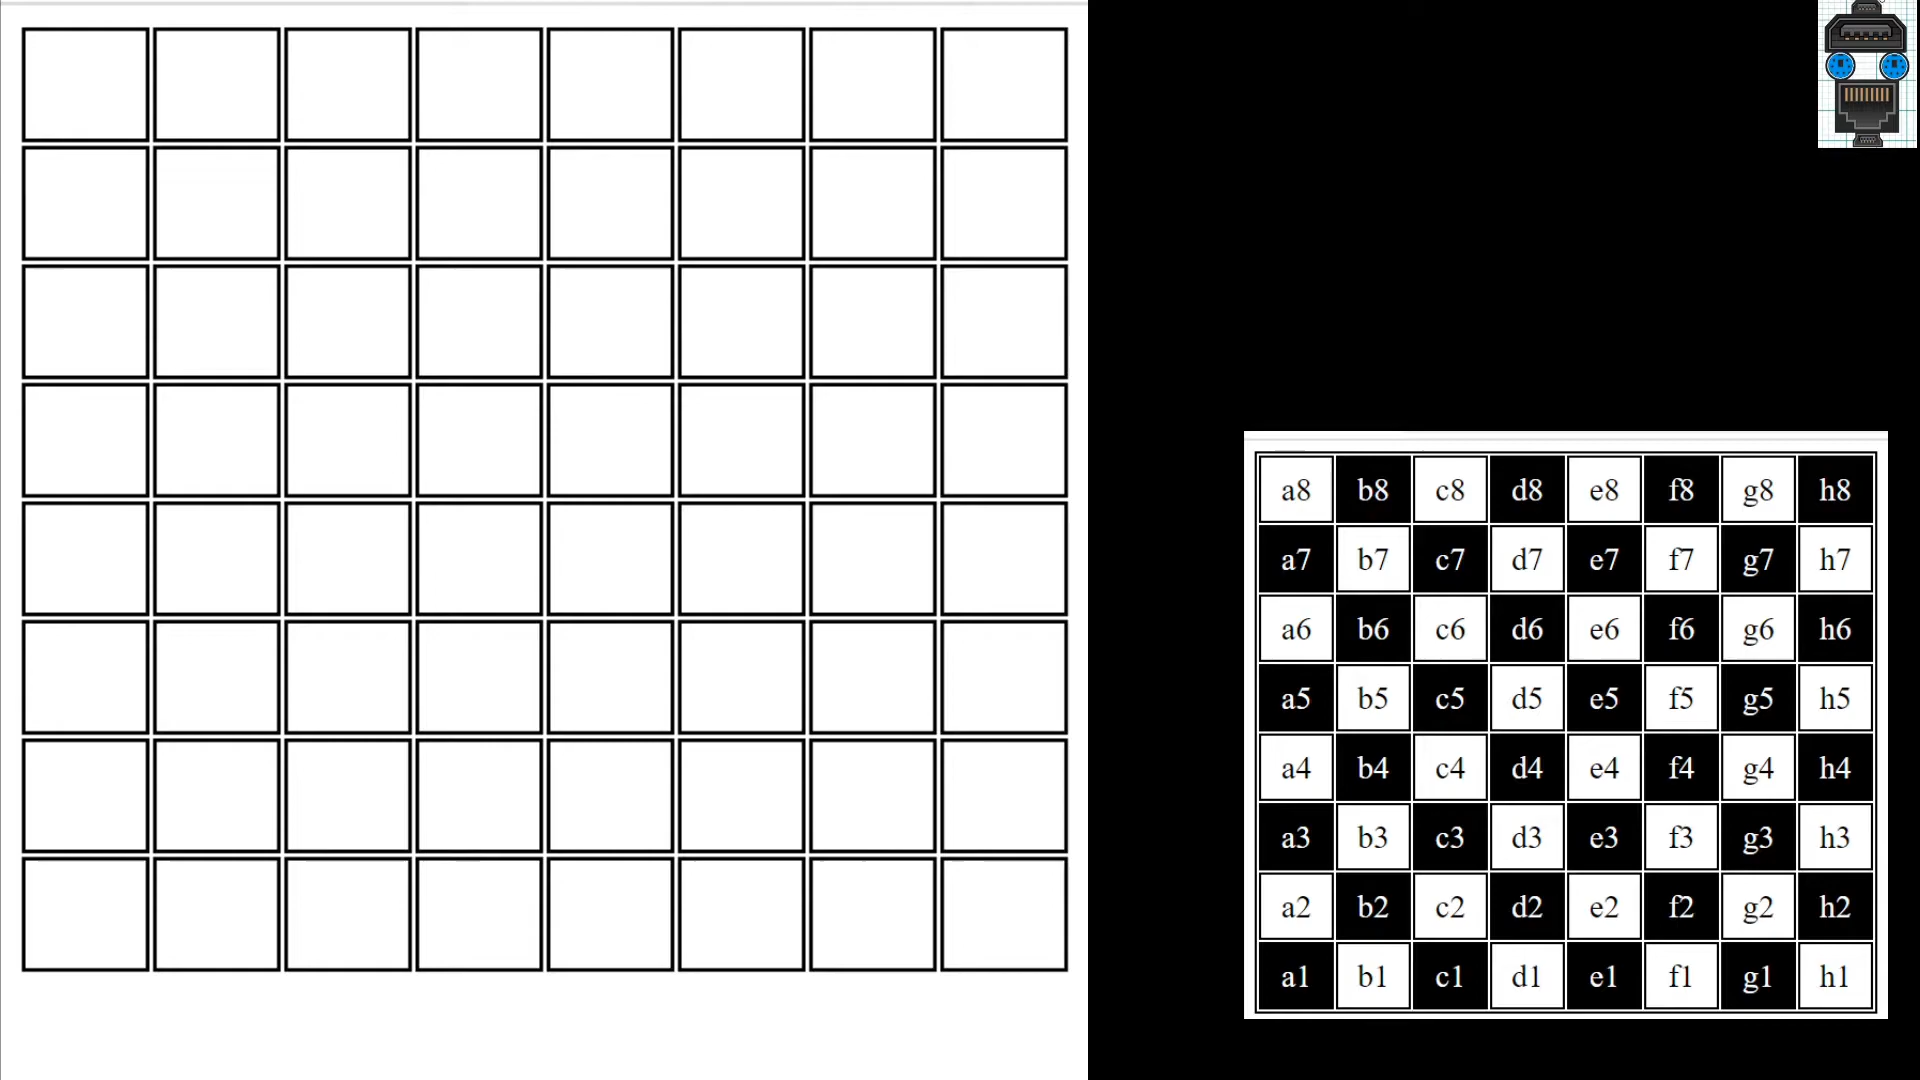 a8 b8 c8 d8 e8 f8 g8 h8
a7 b7 c7 d7 e7 f7 g7 h7
a6 b6 c6 d6 e6 f6 g6 h6
a5 b5 c5 d5 e5 f5 g5 h5
a4 b4 c4 d4 e4 f4 g4 h4
a3 b3 c3 d3 e3 f3 g3 h3
a2 b2 c2 d2 e2 f2 g2 h2
a1 b1 c1 d1 e1 f1 g1 h1